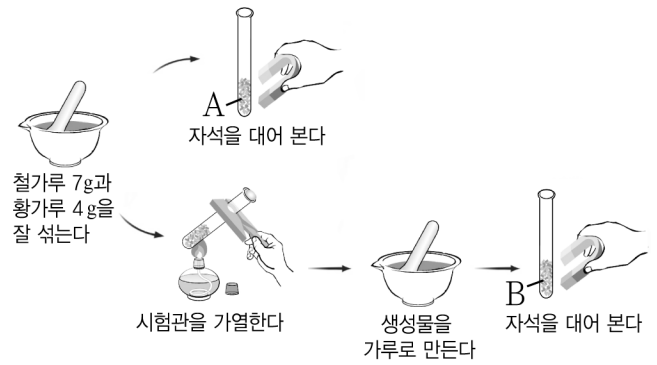 A
자석을 대어 본다
철가루 7g과
황가루 4g을
잘 섞는다
시험관을 가열한다
생성물을
가루로 만든다
B
자석을 대어 본다